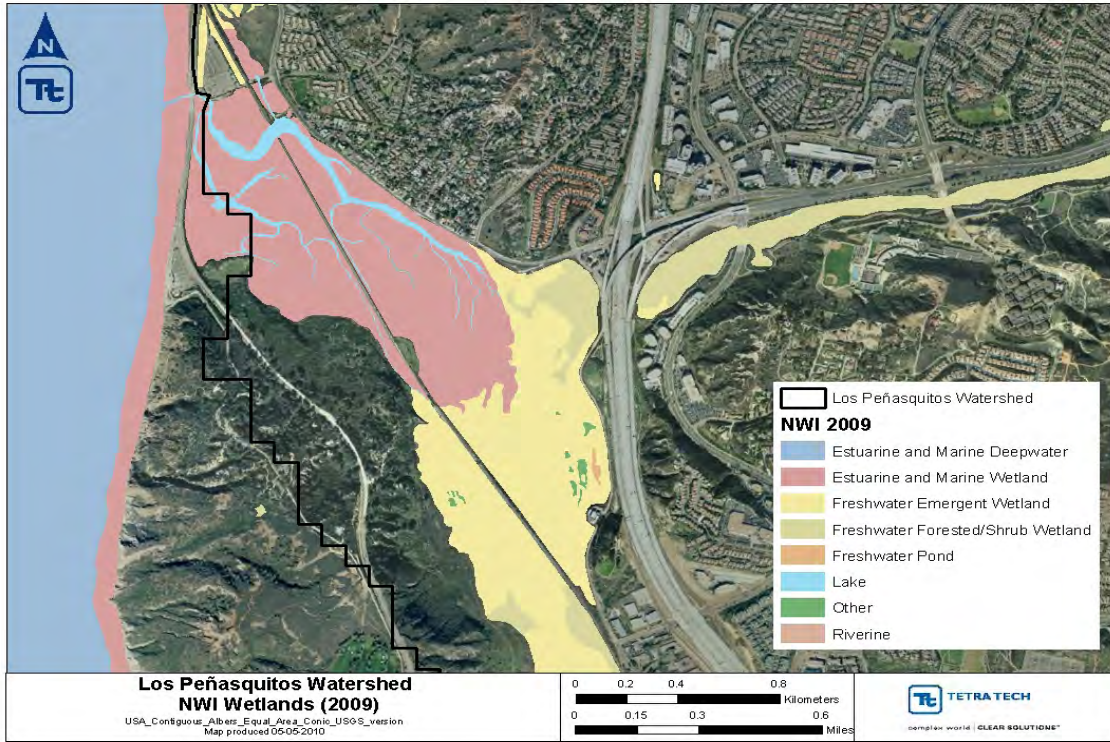 N
Tt
Los Peñasquitos Watershed
NWI 2009
Estuarine and Marine Deepwater
Estuarine and Marine Wetland
Freshwater Emergent Wetland
Freshwater Forested/Shrub Wetland
Freshwater Pond
Lake
Other
Riverine
Los Peñasquitos Watershed
NWI Wetlands (2009)
USA_Contiguous_Albers_Equal_Area_Conic_USGS_version
Map produced 05-05-2010
0 0.2 0.4 0.8
Kilometers
0 0.15 0.3 0.6
Miles
Tt TETRA TECH
complex world | CLEAR SOLUTIONS™